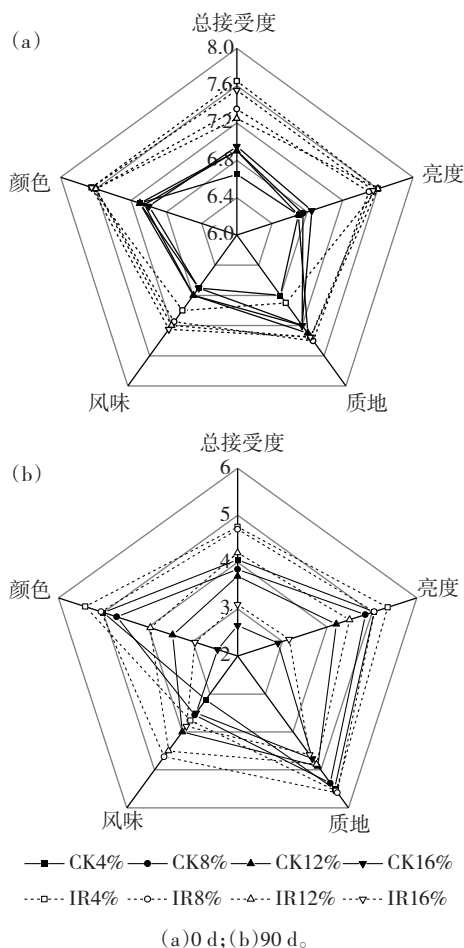 (a)
总接受度
8.0
7.6
7.2
6.8
6.4
6.0
颜色
亮度
风味
质地
(b)
总接受度
6
5
4
3
2
颜色
亮度
风味
质地
CK4% CK8% CK12% CK16%
IR4% IR8% IR12% IR16%
(a)0 d;(b)90 d。